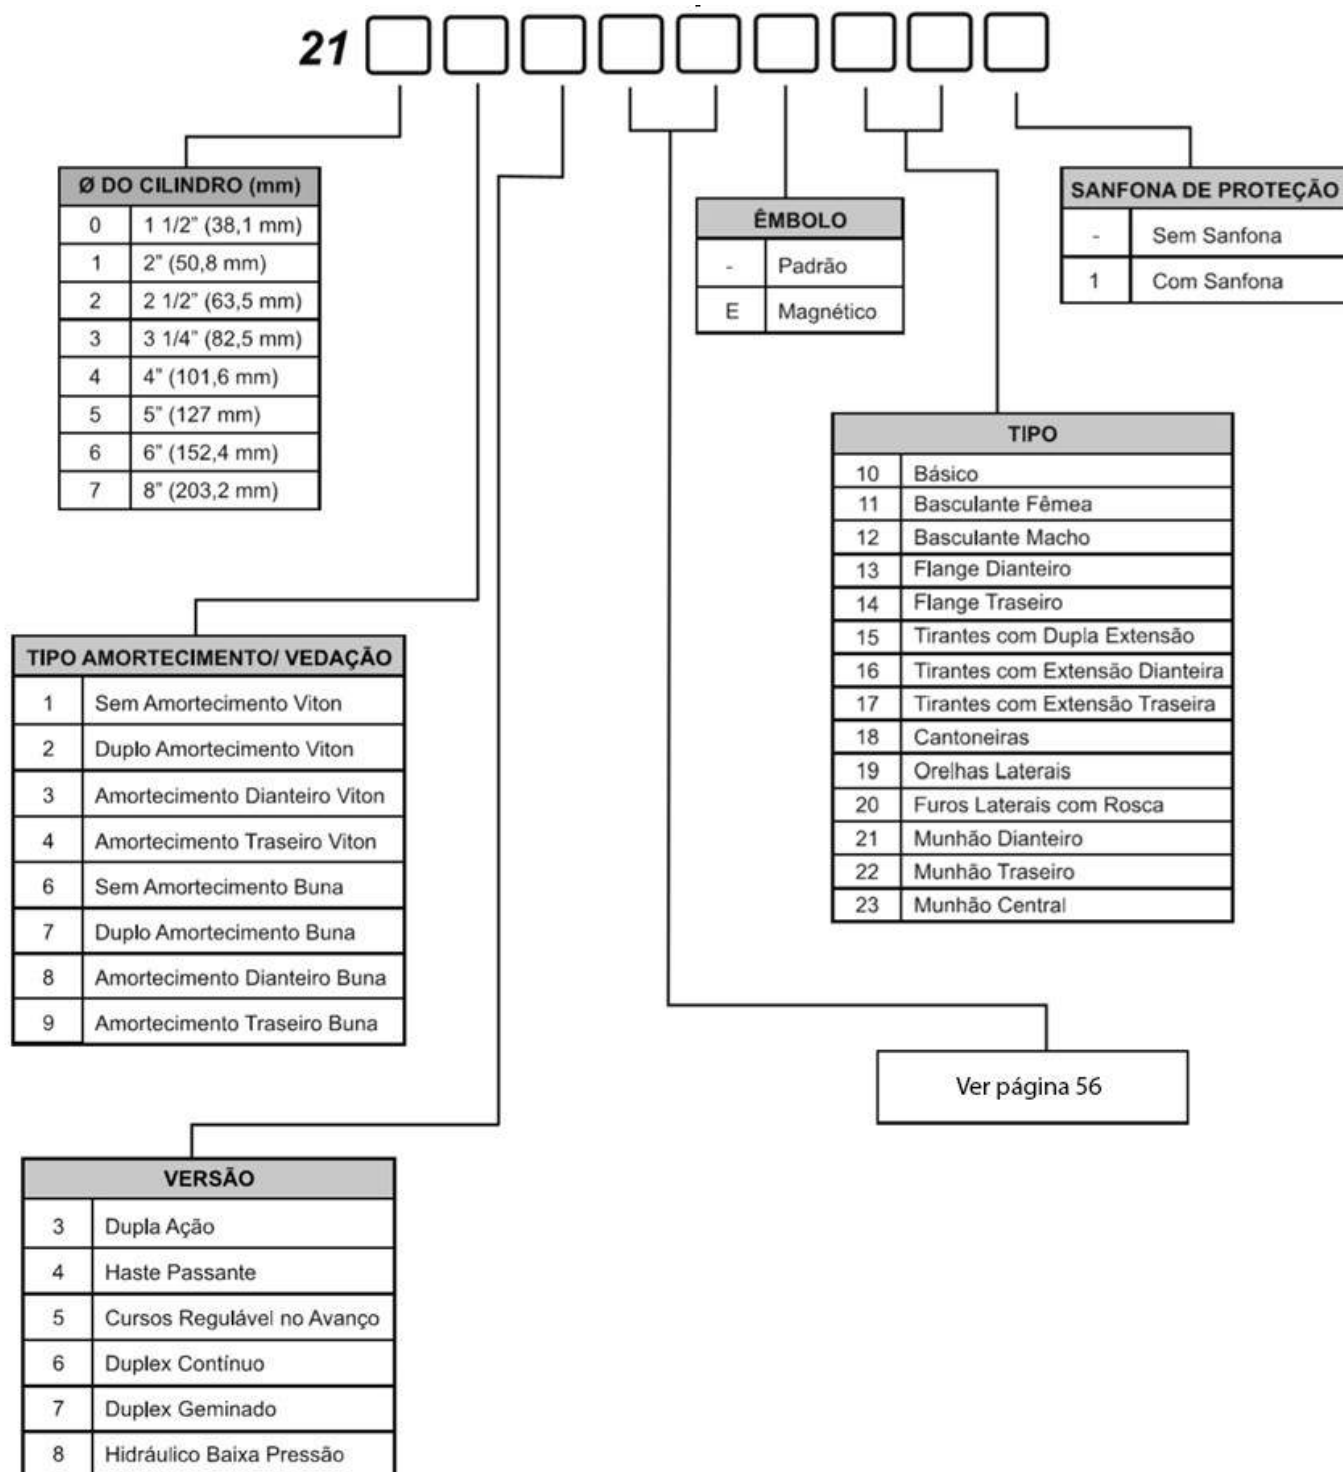 -
21
Ø DO CILINDRO (mm)
0 1 1/2” (38,1 mm)
1 2” (50,8 mm)
2 2 1/2” (63,5 mm)
3 3 1/4” (82,5 mm)
4 4” (101,6 mm)
5 5” (127 mm)
6 6” (152,4 mm)
7 8” (203,2 mm)
ÊMBOLO
- Padrão
E Magnético
SANFONA DE PROTEÇÃO
- Sem Sanfona
1 Com Sanfona
TIPO
10 Básico
11 Basculante Fêmea
12 Basculante Macho
13 Flange Dianteiro
14 Flange Traseiro
15 Tirantes com Dupla Extensão
16 Tirantes com Extensão Dianteira
17 Tirantes com Extensão Traseira
18 Cantoneiras
19 Orelhas Laterais
20 Furos Laterais com Rosca
21 Munhão Dianteiro
22 Munhão Traseiro
23 Munhão Central
TIPO AMORTECIMENTO/ VEDAÇÃO
1 Sem Amortecimento Viton
2 Duplo Amortecimento Viton
3 Amortecimento Dianteiro Viton
4 Amortecimento Traseiro Viton
6 Sem Amortecimento Buna
7 Duplo Amortecimento Buna
8 Amortecimento Dianteiro Buna
9 Amortecimento Traseiro Buna
Ver página 56
VERSÃO
3 Dupla Ação
4 Haste Passante
5 Cursos Regulável no Avanço
6 Duplex Contínuo
7 Duplex Geminado
8 Hidráulico Baixa Pressão